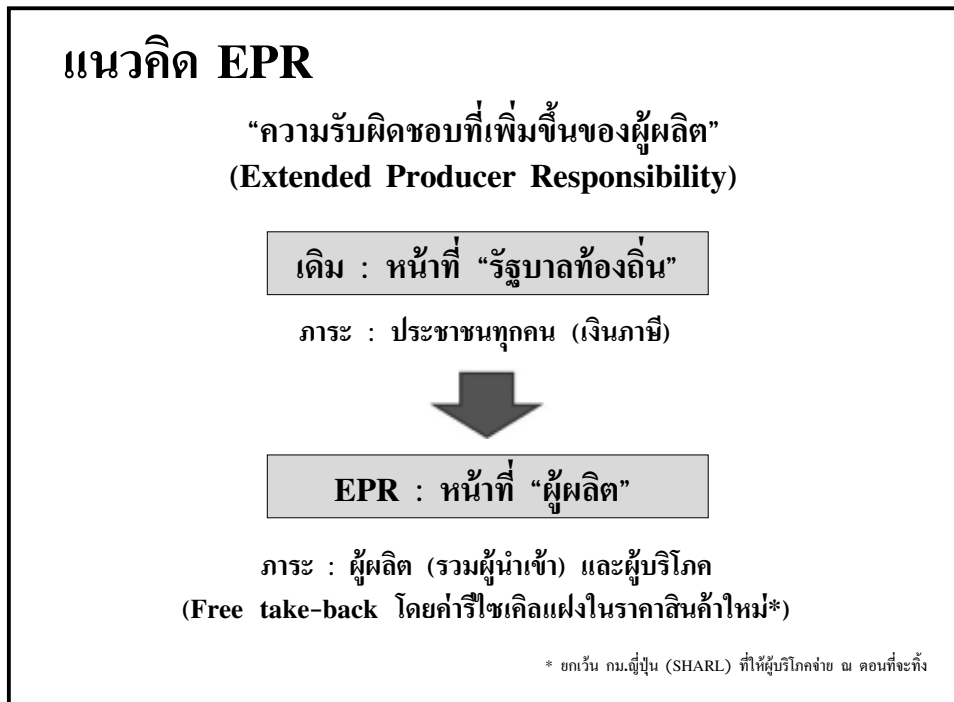 แนวคิด EPR
“ความรับผิดชอบที่เพิ่มขึ้นของผู้ผลิต”
(Extended Producer Responsibility)
เดิม : หน้าที่ “รัฐบาลท้องถิ่น”
ภาระ : ประชาชนทุกคน (เงินภาษี)
EPR : หน้าที่ “ผู้ผลิต”
ภาระ : ผู้ผลิต (รวมผู้นำเข้า) และผู้บริโภค
(Free take-back โดยค่ารีไซเคิลแฝงในราคาสินค้าใหม่*)
* ยกเว้น กม.ญี่ปุ่น (SHARL) ที่ให้ผู้บริโภคจ่าย ณ ตอนที่จะทิ้ง